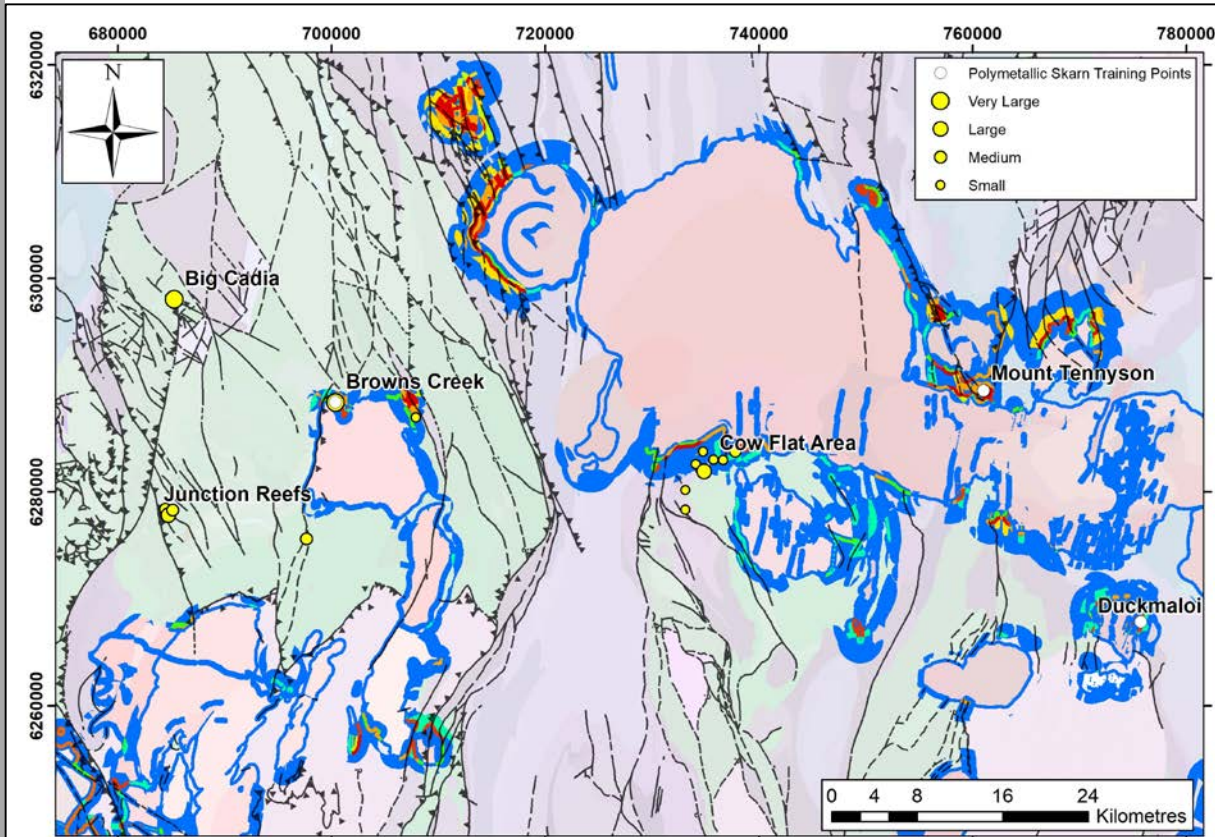 680000 700000 720000 740000 760000 780000
6320000
N
Polymetallic Skarn Training Points
Very Large
Large
Medium
Small
6300000
Big Cadia
Browns Creek
Mount Tennyson
Cow Flat Area
6280000
Junction Reefs
Duckmaloi
6260000
0 4 8 16 24
Kilometres